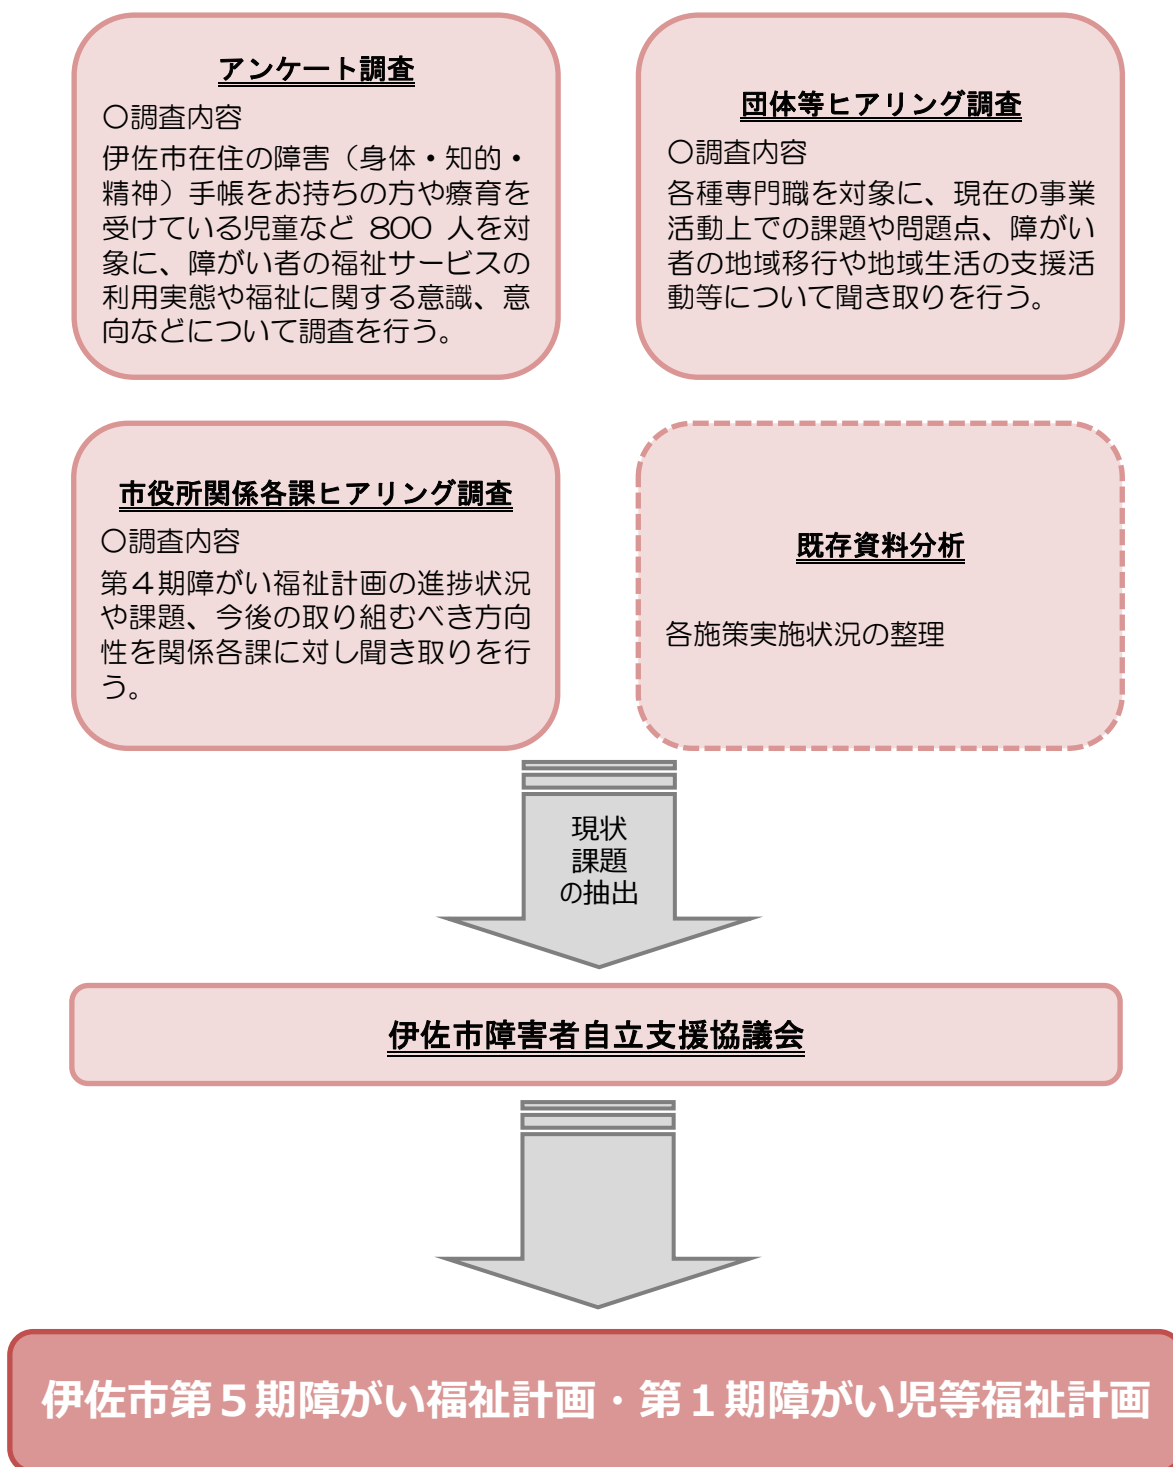 アンケート調査
〇調査内容
伊佐市在住の障害（身体・知的・
精神）手帳をお持ちの方や療育を
受けている児童など 800 人を対
象に、障がい者の福祉サービスの
利用実態や福祉に関する意識、意
向などについて調査を行う。
団体等ヒアリング調査
〇調査内容
各種専門職を対象に、現在の事業
活動上での課題や問題点、障がい
者の地域移行や地域生活の支援活
動等について聞き取りを行う。
市役所関係各課ヒアリング調査
〇調査内容
第４期障がい福祉計画の進捗状況
や課題、今後の取り組むべき方向
性を関係各課に対し聞き取りを行
う。
既存資料分析
各施策実施状況の整理
現状
課題
の抽出
伊佐市障害者自立支援協議会
伊佐市第５期障がい福祉計画・第１期障がい児等福祉計画